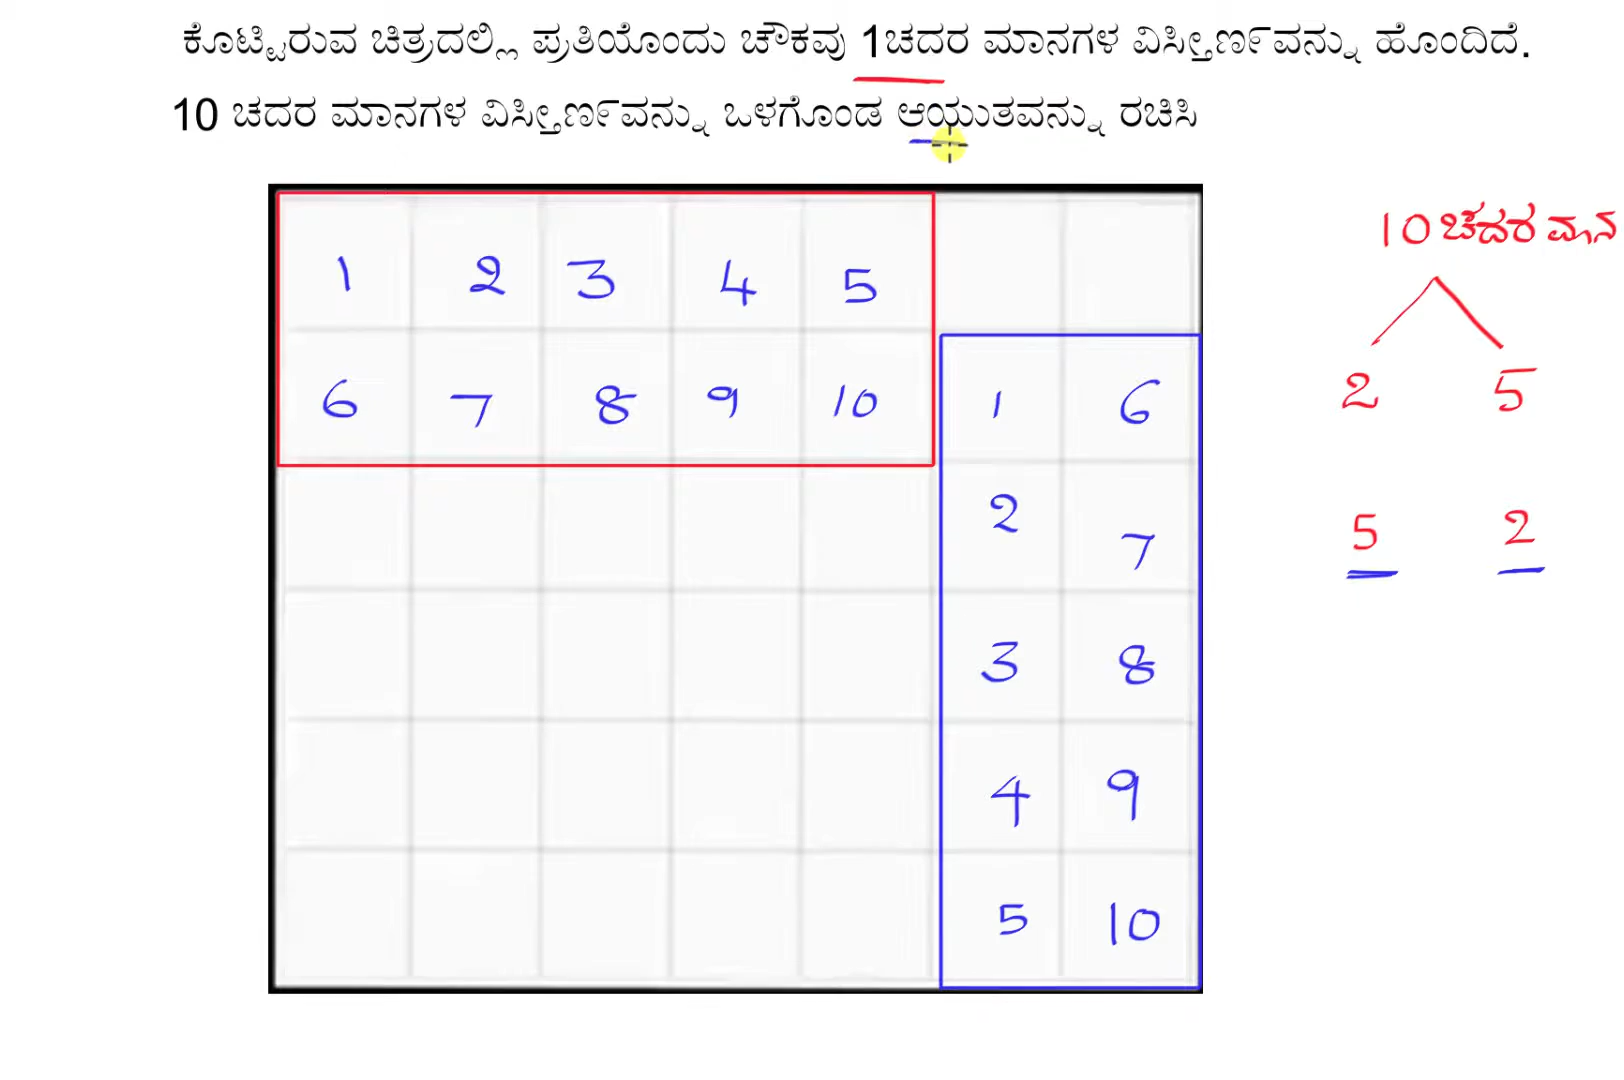 ಕೊಟ್ಟಿರುವ ಚಿತ್ರದಲ್ಲಿ ಪ್ರತಿಯೊಂದು ಚೌಕವು 1ಚದರ ಮಾನಗಳ ವಿಸ್ತೀರ್ಣವನ್ನು ಹೊಂದಿದೆ.
10 ಚದರ ಮಾನಗಳ ವಿಸ್ತೀರ್ಣವನ್ನು ಒಳಗೊಂಡ ಆಯುತವನ್ನು ರಚಿಸಿ
10 ಚದರ ಮಾನ
1 2 3 4 5
6 7 8 9 10 1 6 2 5
2 7 5 2
3 8
4 9
5 10